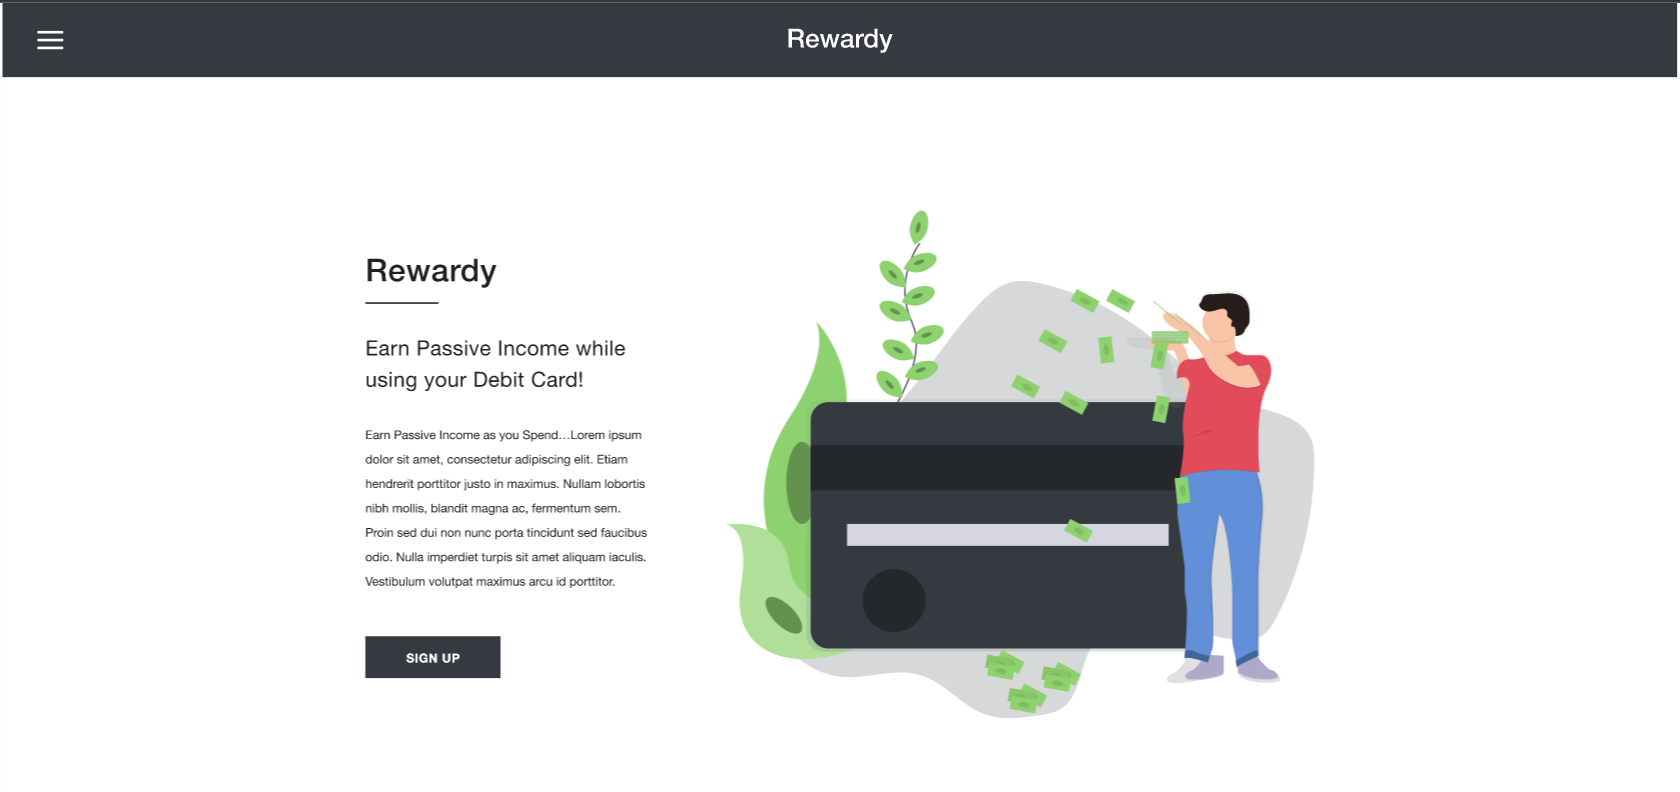 Rewardy
Rewardy
Earn Passive Income while
using your Debit Card!
Earn Passive Income as you Spend...Lorem ipsum
dolor sit amet, consectetur adipiscing elit. Etiam
hendrerit porttitor justo in maximus. Nullam lobortis
nibh mollis, blandit magna ac, fermentum sem.
Proin sed dui non nunc porta tincidunt sed faucibus
odio. Nulla imperdiet turpis sit amet aliquam iaculis.
Vestibulum volutpat maximus arcu id porttitor.
SIGN UP